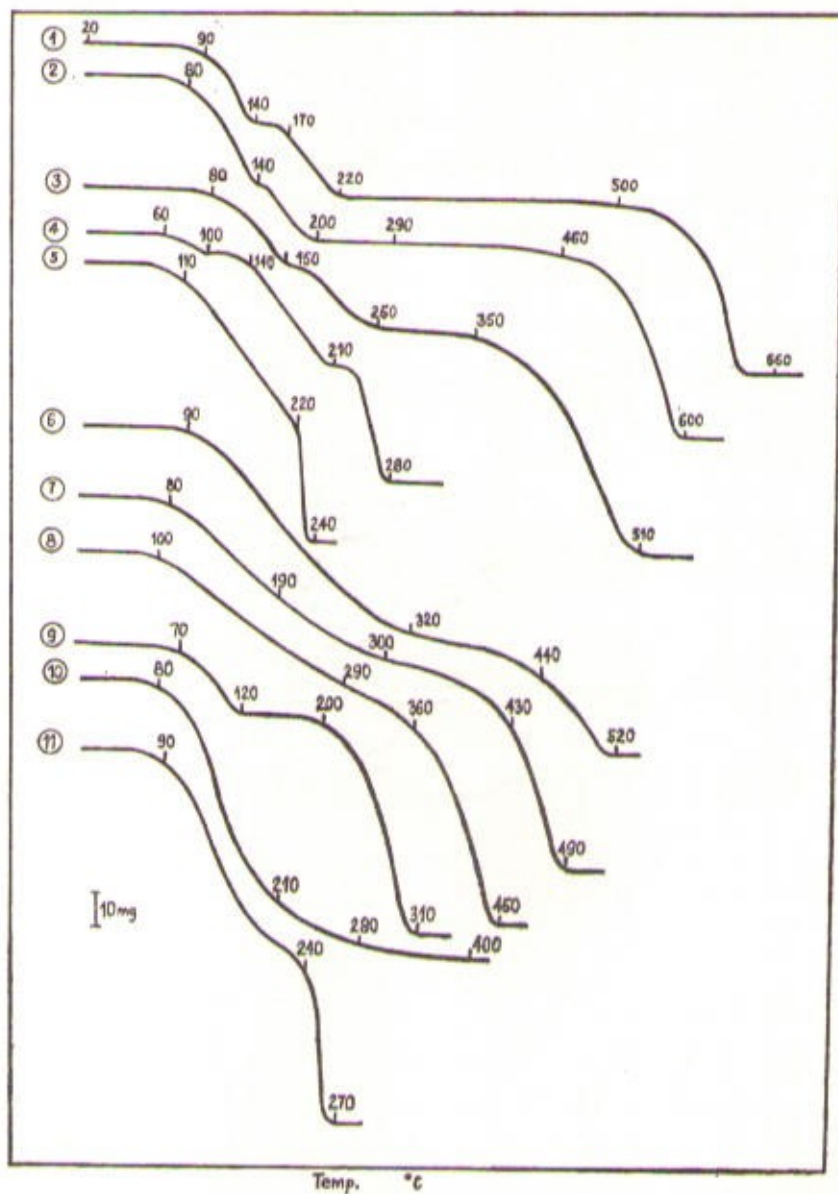 ① 20 90 140 170 220 500 660
② 80 140 200 290 460 600
③ 80 150 250 350 510
④ 60 100 140 210 280
⑤ 110 220 240
⑥ 90 320 440 520
⑦ 80 190 300 430 490
⑧ 100 290 360 460
⑨ 70 120 200 310
⑩ 80 210 280 400
⑪ 90 240 270
10mg
Temp. °C